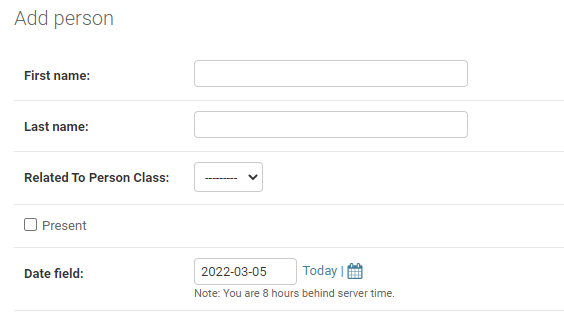 Add person
First name:
Last name:
Related To Person Class: ---------
Present
Date field: 2022-03-05 Today |
Note: You are 8 hours behind server time.